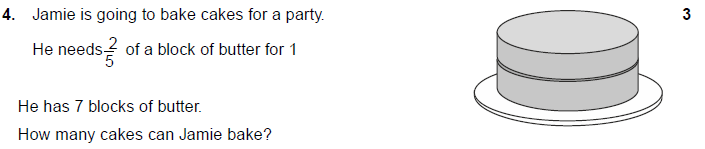 4. Jamie is going to bake cakes for a party. 3
He needs 2/5 of a block of butter for 1
He has 7 blocks of butter.
How many cakes can Jamie bake?